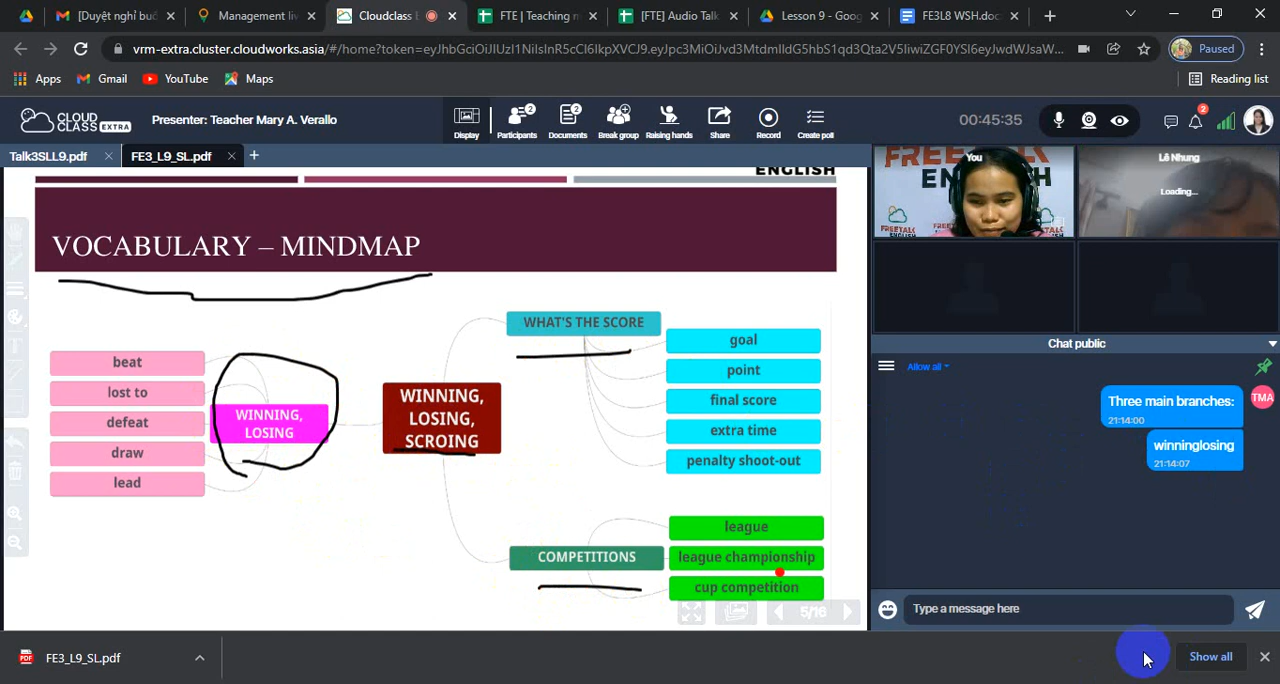 [Duyệt nghỉ buổ
Management liv
Cloudclass E
FTE | Teaching m
[FTE] Audio Talk
Lesson 9 - Goog
FE3L8 WSH.doc
vrm-extra.cluster.cloudworks.asia/#/home?token=eyJhbGciOiJIUzI1NiIsInR5cCI6IkpXVCJ9.eyJpc3MiOiJvd3MtdmlldG5hbS1qd3Qta2V5IiwiZGF0YSI6eyJwdWJsaW...
Paused
Apps
Gmail
YouTube
Maps
Reading list
CLOUD
CLASS EXTRA
Presenter: Teacher Mary A. Verallo
Display
2
Participants
2
Documents
Break group
Raising hands
Share
Record
Create poll
00:45:35
2
Talk3SLL9.pdf
FE3_L9_SL.pdf
ENGLISH
VOCABULARY – MINDMAP
WHAT'S THE SCORE
goal
point
final score
extra time
penalty shoot-out
beat
lost to
defeat
draw
lead
WINNING,
LOSING
WINNING,
LOSING,
SCROING
COMPETITIONS
league
league championship
cup competition
5/16
You
Lê Nhung
Loading...
Chat public
Allow all
Three main branches:
21:14:00
TMA
winninglosing
21:14:07
Type a message here
FE3_L9_SL.pdf
Show all